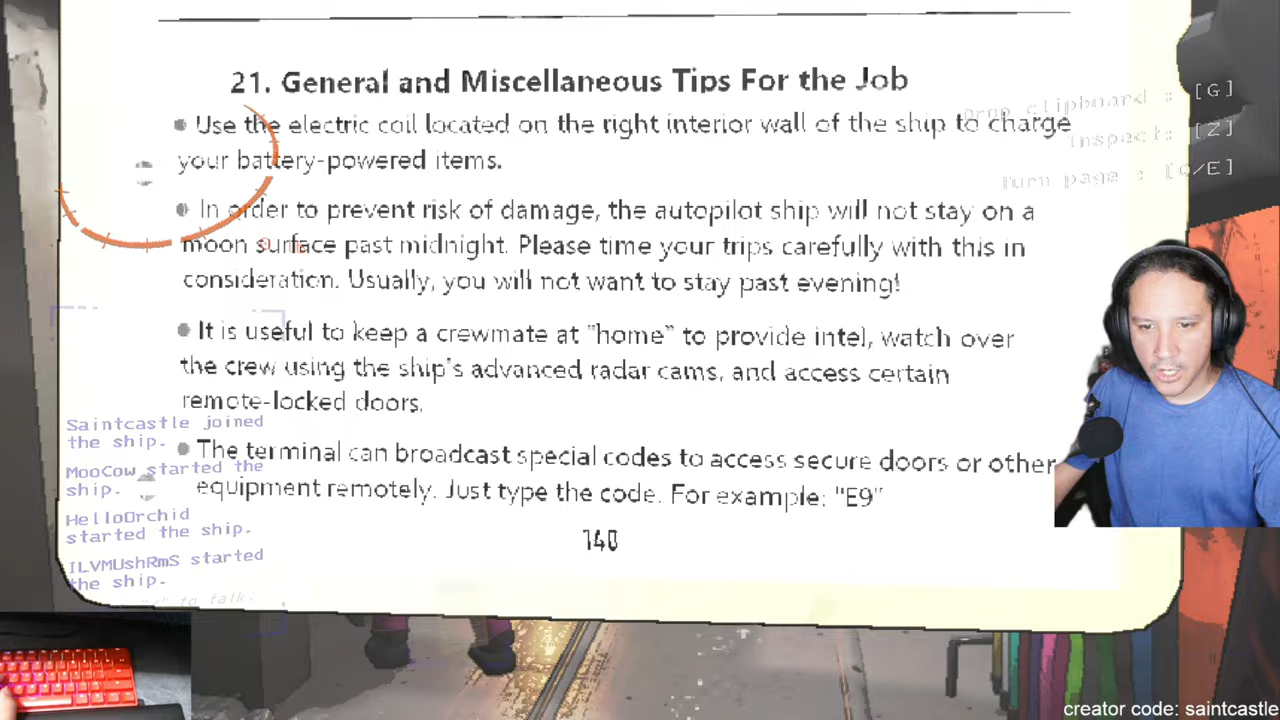 21. General and Miscellaneous Tips For the Job
Use the electric coil located on the right interior wall of the ship to charge
your battery-powered items.
In order to prevent risk of damage, the autopilot ship will not stay on a
moon surface past midnight. Please time your trips carefully with this in
consideration. Usually, you will not want to stay past evening!
It is useful to keep a crewmate at "home" to provide intel, watch over
the crew using the ship's advanced radar cams, and access certain
remote-locked doors.
The terminal can broadcast special codes to access secure doors or other
equipment remotely. Just type the code. For example: "E9"
140
Drop clipboard : [G]
Inspect: [Z]
Turn page : [Q/E]
Saintcastle joined
the ship.
MooCow started the
ship.
HelloOrchid
started the ship.
ILVMUshRmS started
the ship.
to talk.
creator code: saintcastle